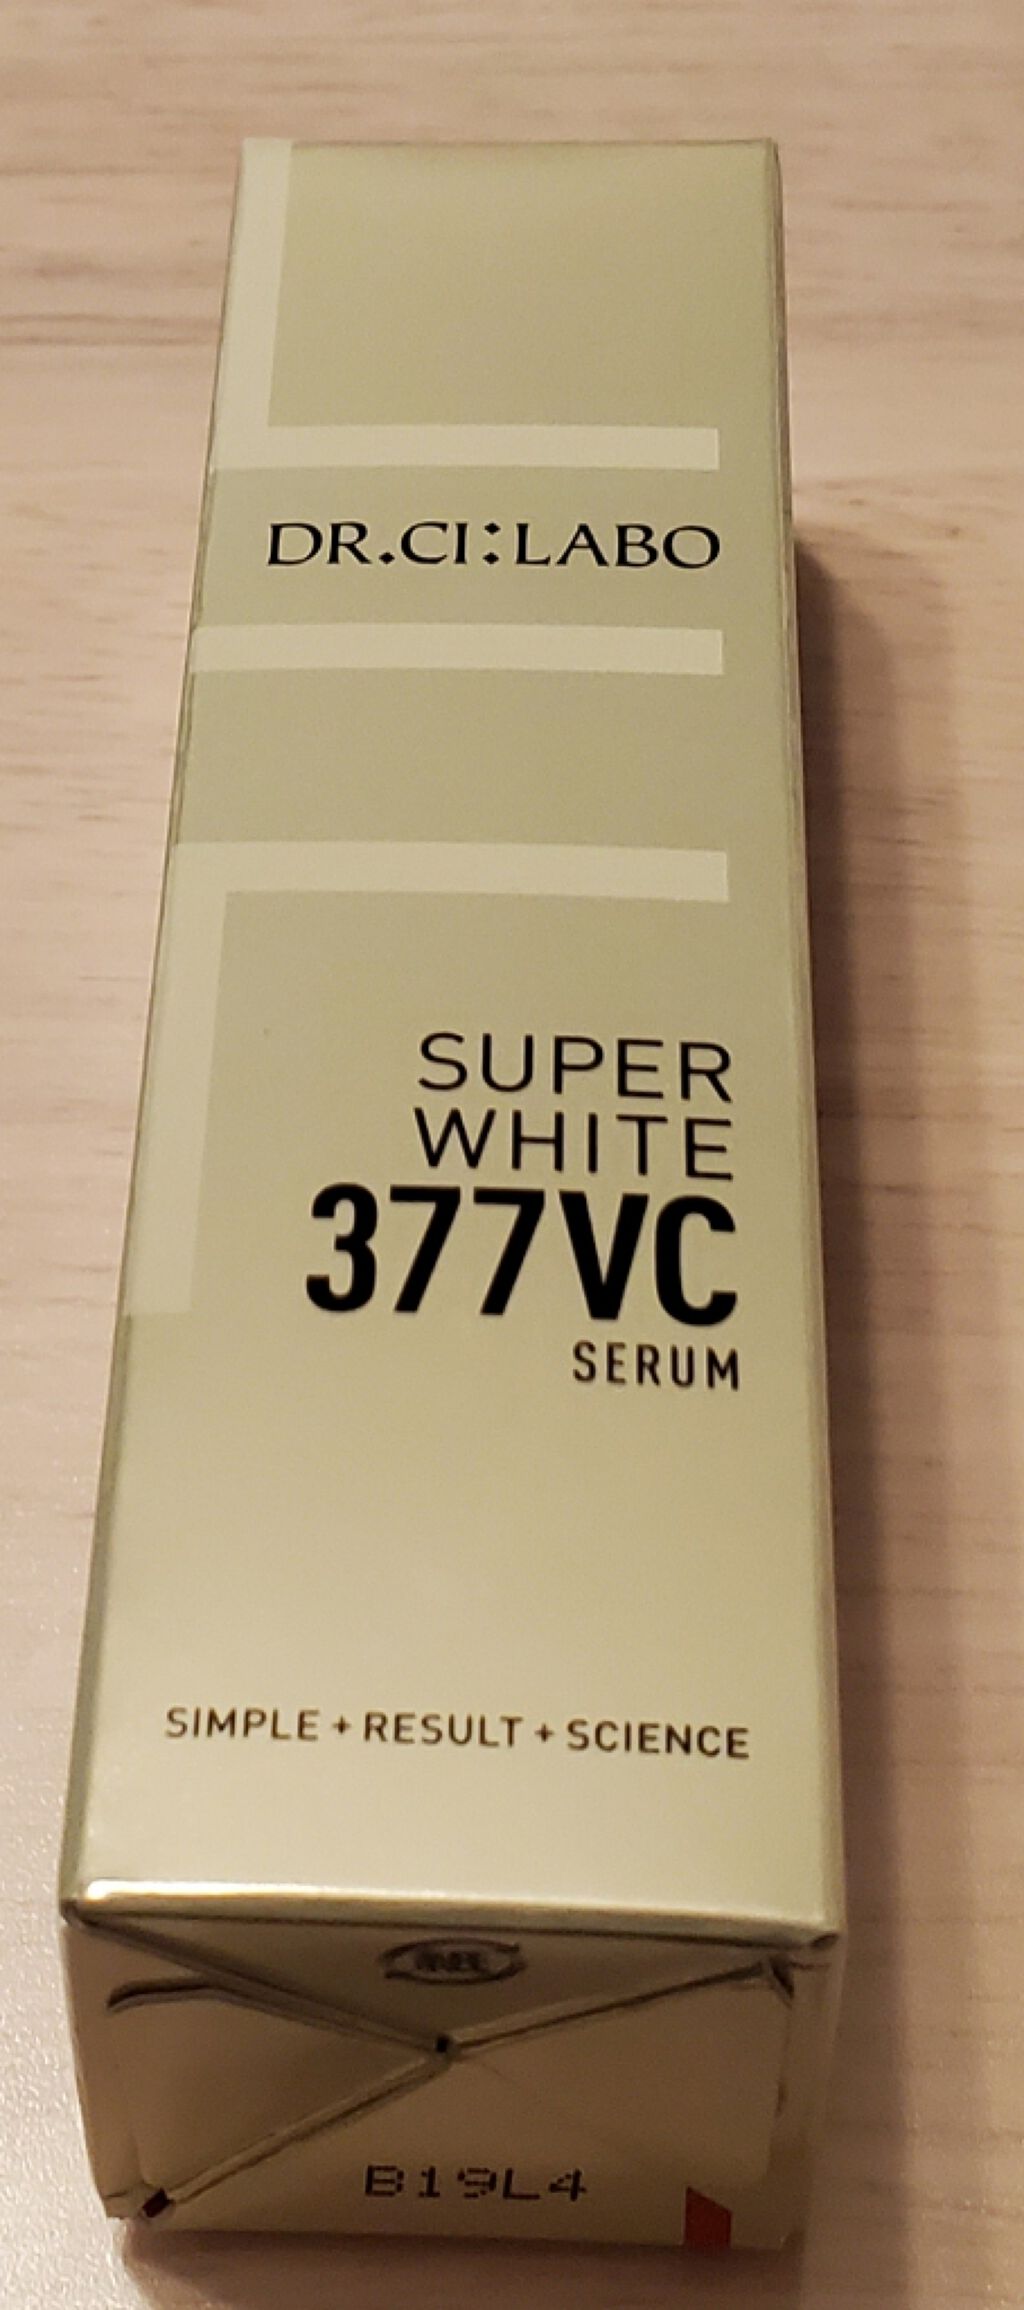 DR.CI:LABO
SUPER
WHITE
377VC
SERUM
SIMPLE + RESULT + SCIENCE
B19L4